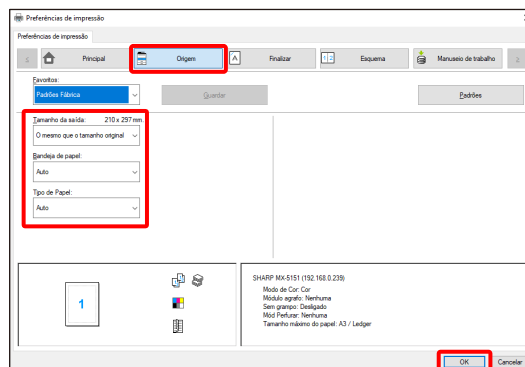 Preferências de impressão
Preferências de impressão
Principal
Origem
A
Finalizar
1 2
Esquema
Manuseio de trabalho
Favoritos:
Padrões Fábrica
Guardar
Padrões
Tamanho da saída: 210 x 297 mm.
O mesmo que o tamanho original
Bandeja de papel:
Auto
Tipo de Papel:
Auto
1
SHARP MX-5151 (192.168.0.239)
Modo de Cor: Cor
Módulo agrafo: Nenhuma
Sem grampo: Desligado
Mód Perfurar: Nenhuma
Tamanho máximo do papel: A3 / Ledger
OK
Cancelar